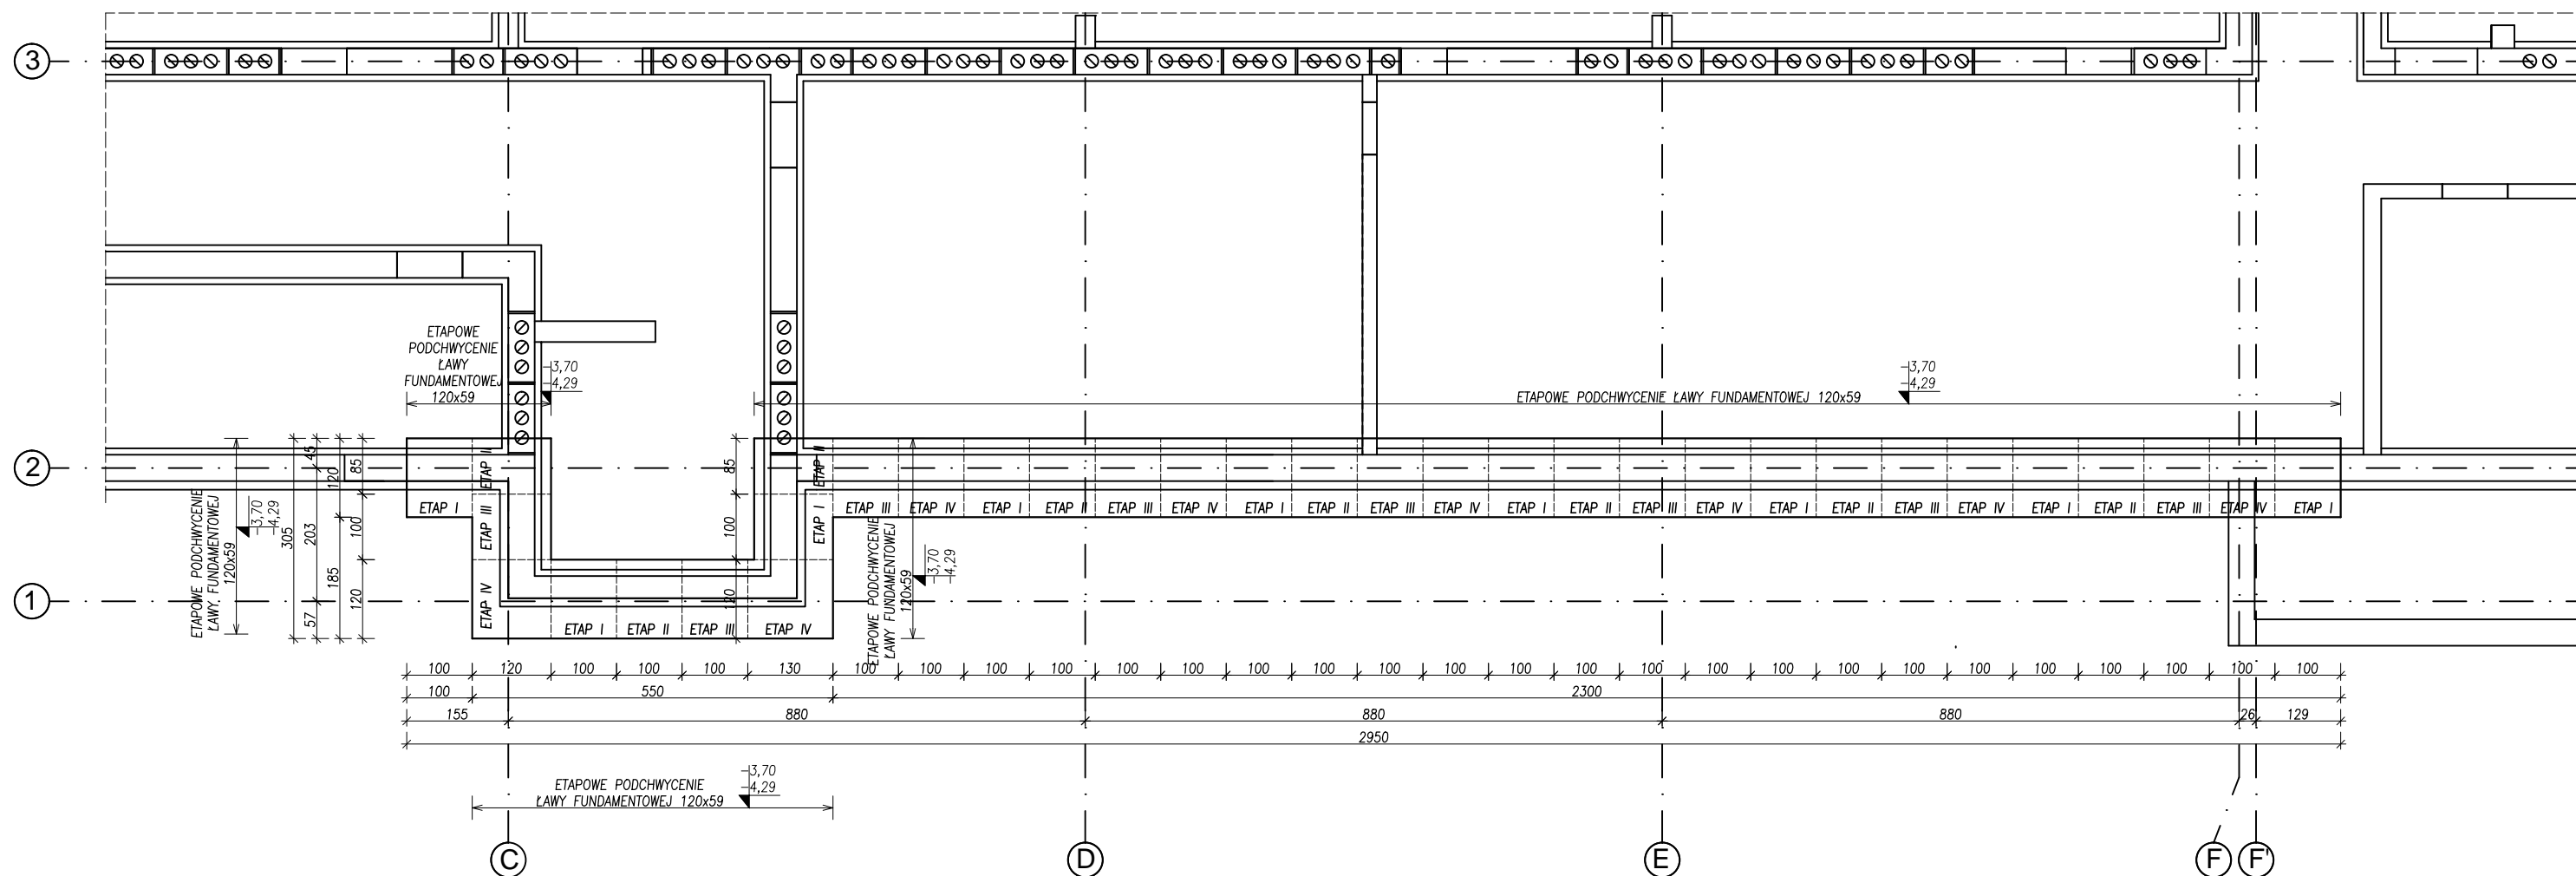 3
ETAPOWE
PODCHWYCENIE
ŁAWY
FUNDAMENTOWEJ
120x59
-3,70
-4,29
-3,70
-4,29
ETAPOWE PODCHWYCENIE ŁAWY FUNDAMENTOWEJ 120x59
2
ETAPOWE PODCHWYCENIE
ŁAWY FUNDAMENTOWEJ
120x59
-3,70
-4,29
305
45
203
57
120
185
85
100
120
ETAP I
ETAP II
ETAP III
ETAP IV
85
100
120
ETAP II
ETAP I
ETAP III ETAP IV ETAP I ETAP II ETAP III ETAP IV ETAP I ETAP II ETAP III ETAP IV ETAP I ETAP II ETAP III ETAP IV ETAP I ETAP II ETAP III ETAP IV ETAP I ETAP II ETAP III ETAP IV ETAP I
ETAPOWE PODCHWYCENIE
ŁAWY FUNDAMENTOWEJ
120x59
-3,70
-4,29
1
ETAP I ETAP II ETAP III ETAP IV
100 120 100 100 100 130 100 100 100 100 100 100 100 100 100 100 100 100 100 100 100 100 100 100 100 100 100 100 100
100 550 2300
155 880 880 880 26 129
2950
ETAPOWE PODCHWYCENIE
ŁAWY FUNDAMENTOWEJ 120x59
-3,70
-4,29
C D E F F'